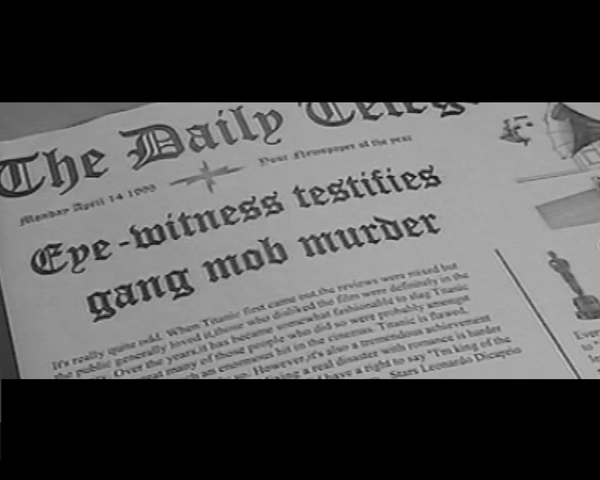 The Daily Teleg
Your Newspaper of the year
Monday April 14
Eye-witness testifies
gang mob murder
It's really quite odd. When Titanic first came out the reviews were mixed but
the public generally loved it,those who disliked the film were definitely in the
Over the years it has become somewhat fashionable to slag Titanic
great many of those people who did so were probably amongst
an enormous hit in the cinemas. Titanic is flawed,
so. However,it's also a tremendous achievement
a real disaster with romance is harder
have a right to say "I'm king of the
Stars Leonardo Dicaprio